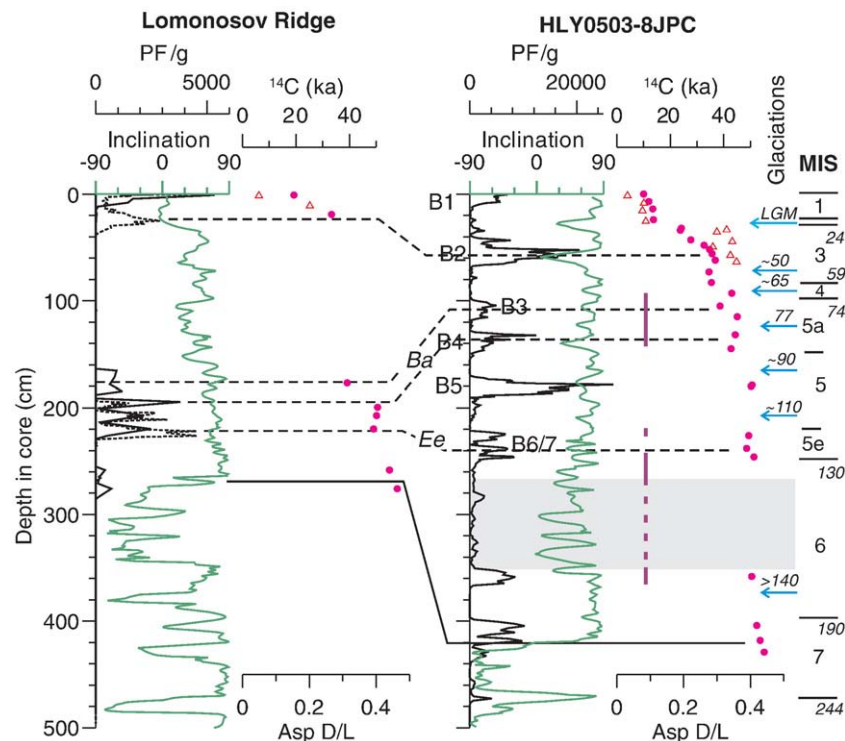 Lomonosov Ridge HLY0503-8JPC
PF/g PF/g
0 5000 ¹⁴C (ka) 0 20000 ¹⁴C (ka)
0 20 40 0 20 40 60
Inclination Inclination
-90 0 90 -90 0 90
Glaciations
MIS
0 B1 1
LGM
24
B2 3
~50 59
~65 4
100 B3 74
77 5a
B4
Ba ~90
B5 5
200 ~110
Ee B6/7 5e
130
Depth in core (cm)
300 6
>140
400 190
7
244
500
0 0.2 0.4 0 0.2 0.4
Asp D/L Asp D/L